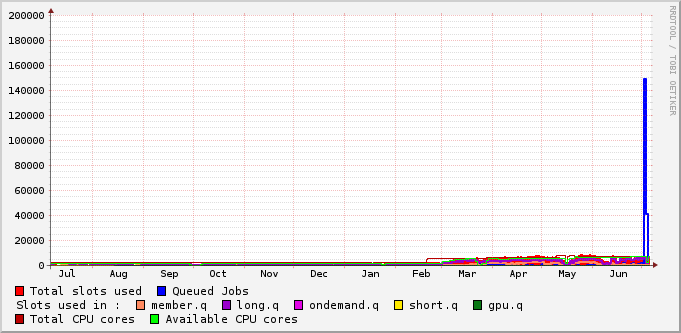 200000
180000
160000
140000
120000
100000
80000
60000
40000
20000
0
Jul Aug Sep Oct Nov Dec Jan Feb Mar Apr May Jun
RRDTOOL / TOBI OETIKER
Total slots used Queued Jobs
Slots used in : member.q long.q ondemand.q short.q gpu.q
Total CPU cores Available CPU cores